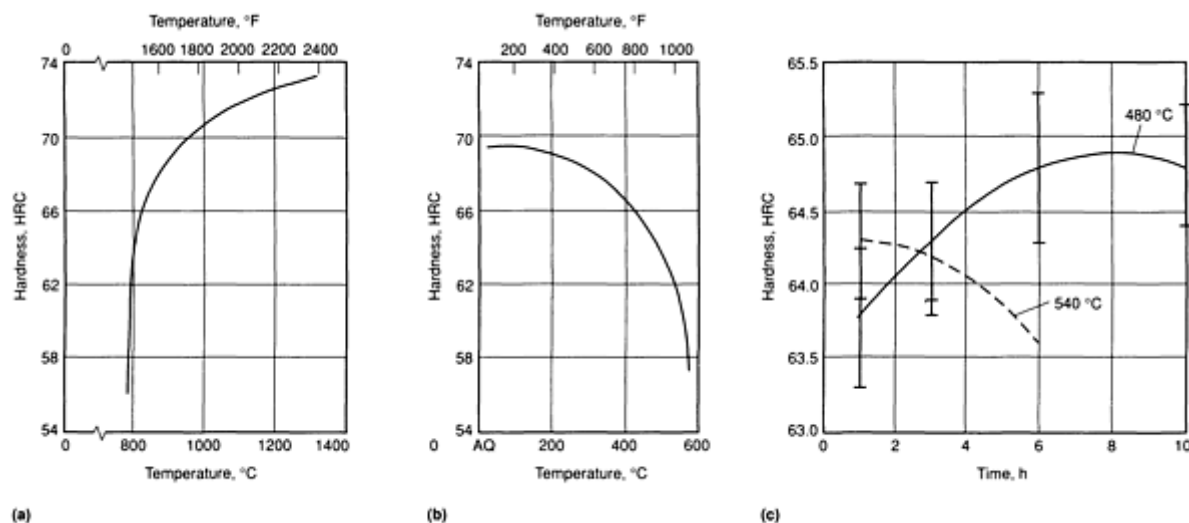 Temperature, °F
0 1600 1800 2000 2200 2400
74
70
66
62
58
54
Hardness, HRC
0 800 1000 1200 1400
Temperature, °C
(a)
Temperature, °F
200 400 600 800 1000
74
70
66
62
58
54
Hardness, HRC
0 AQ 200 400 600
Temperature, °C
(b)
65.5
65.0
64.5
64.0
63.5
63.0
Hardness, HRC
480 °C
540 °C
0 2 4 6 8 10
Time, h
(c)